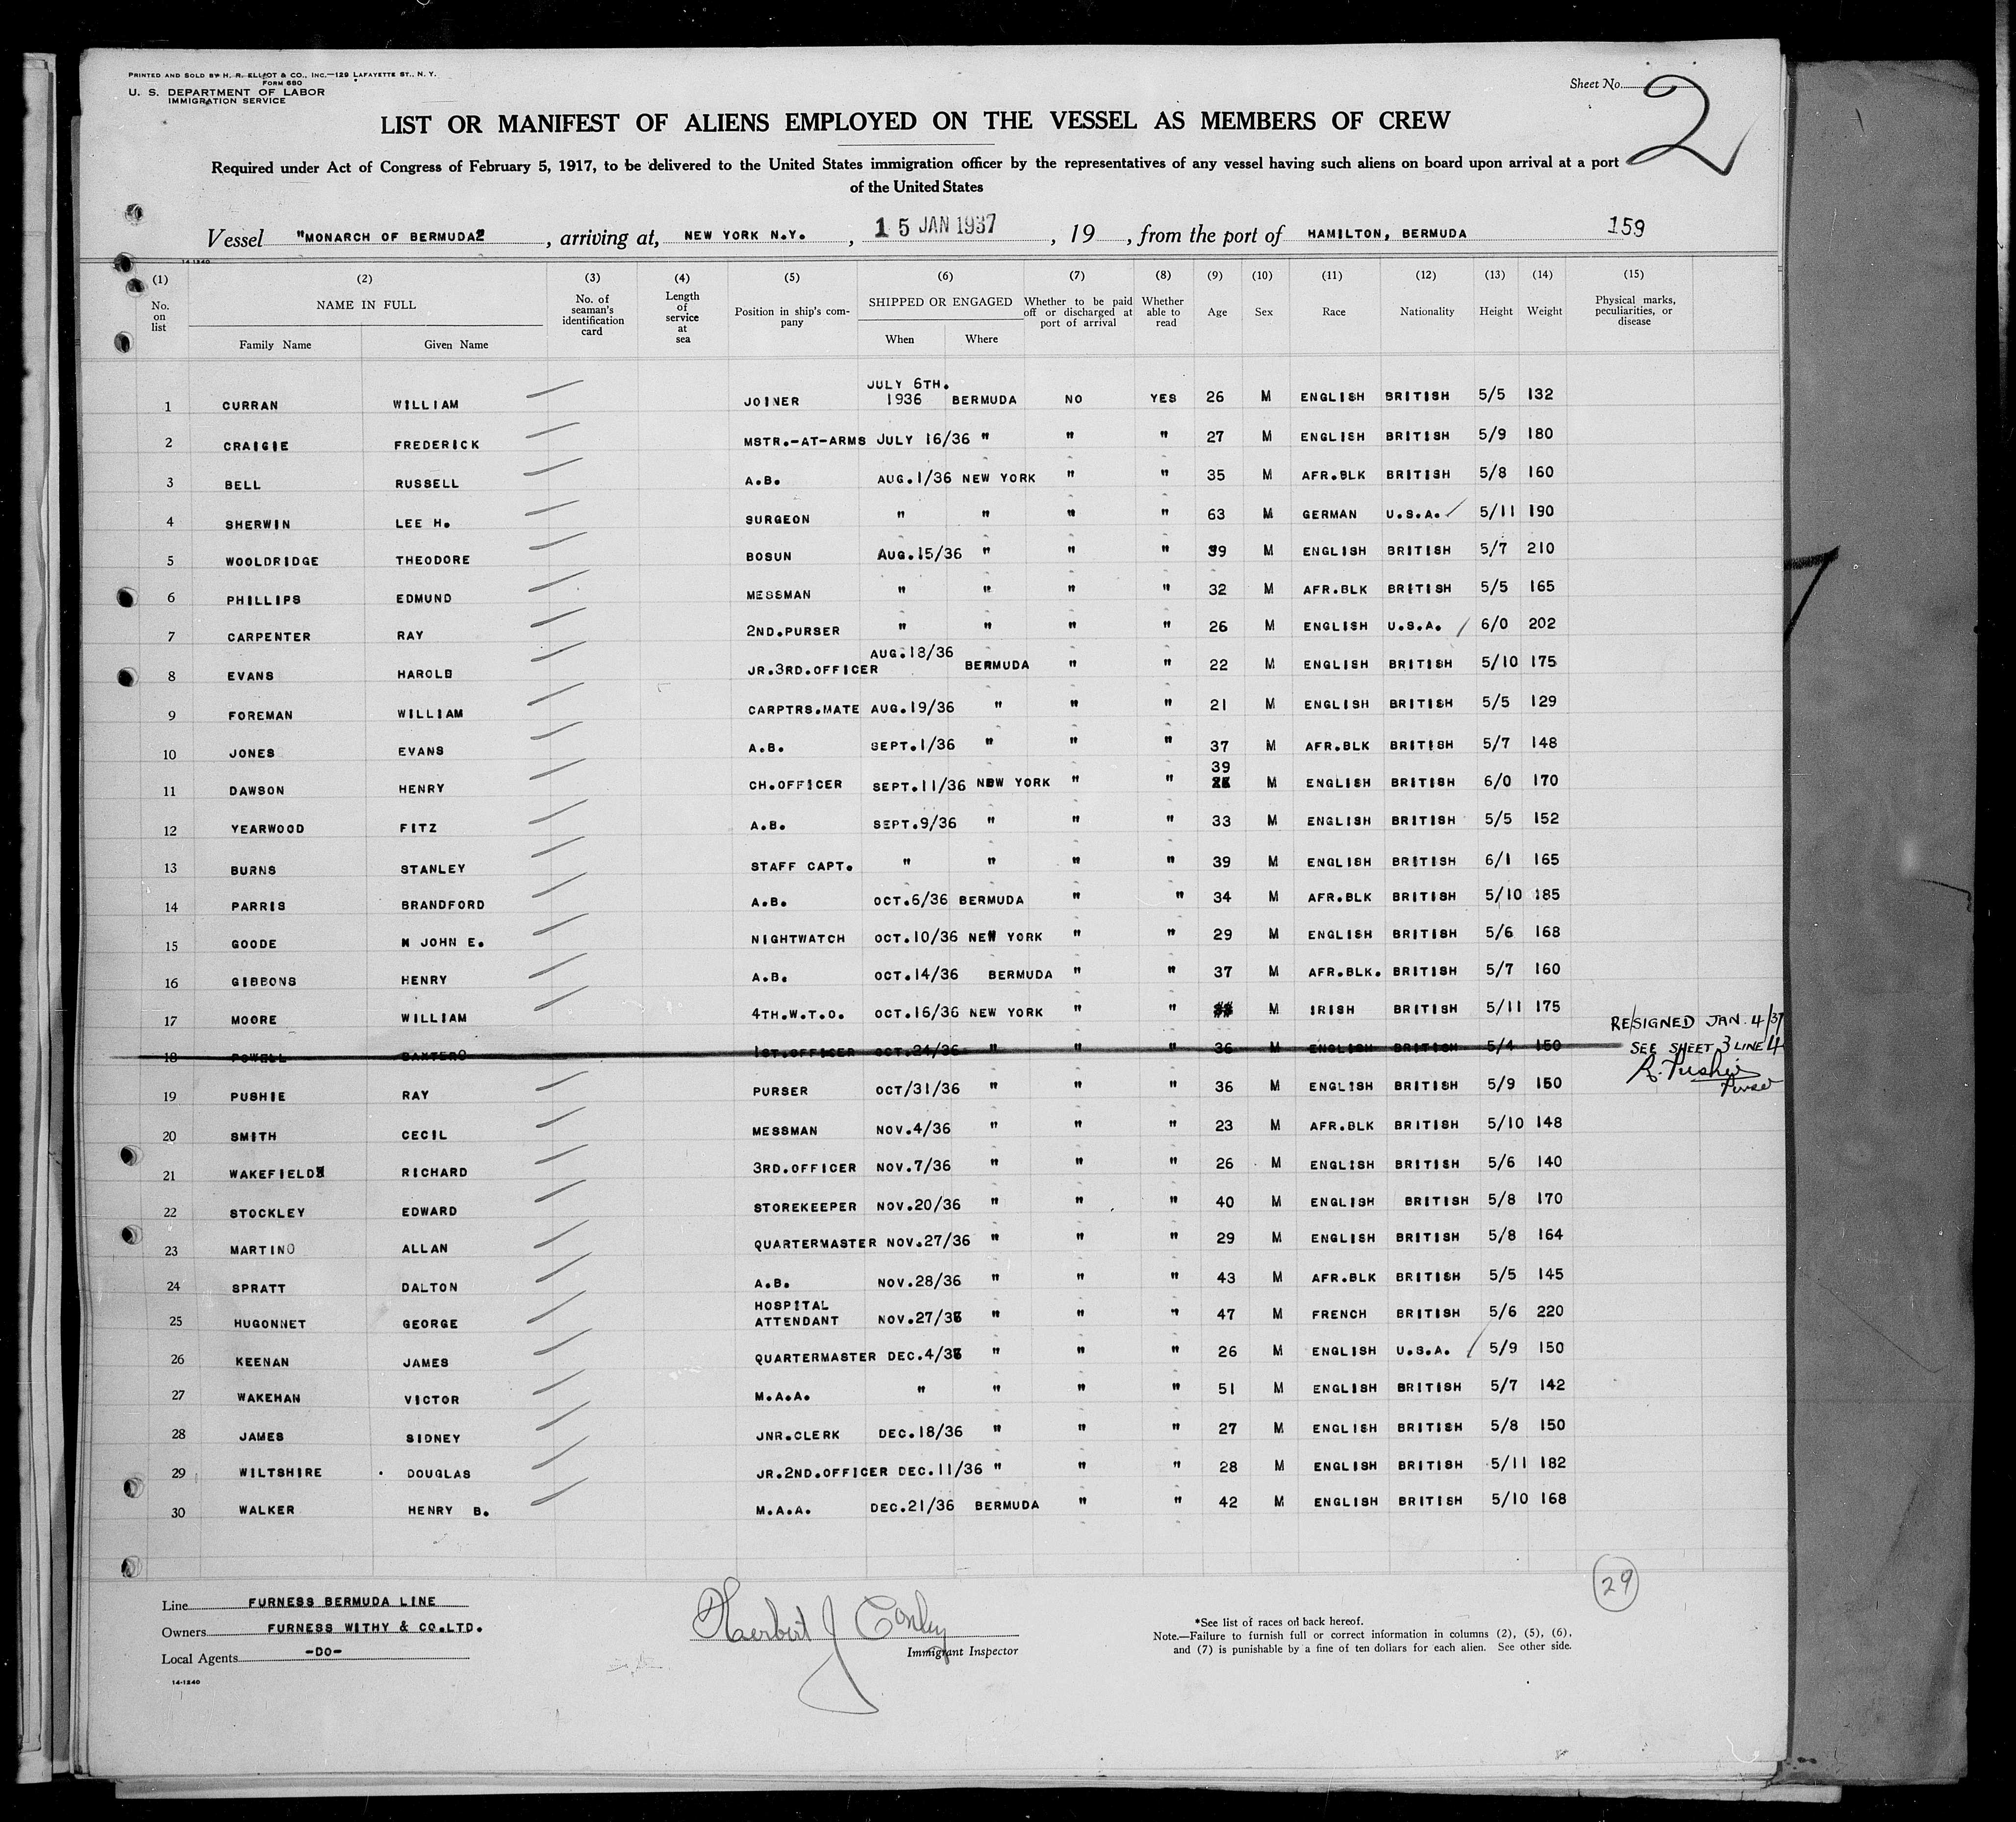 PRINTED AND SOLD BY H. R. ELLIOT & CO., INC.—129 LAFAYETTE ST., N. Y.
FORM 680
U. S. DEPARTMENT OF LABOR
IMMIGRATION SERVICE
Sheet No. 2
LIST OR MANIFEST OF ALIENS EMPLOYED ON THE VESSEL AS MEMBERS OF CREW
Required under Act of Congress of February 5, 1917, to be delivered to the United States immigration officer by the representatives of any vessel having such aliens on board upon arrival at a port
of the United States
Vessel "MONARCH OF BERMUDA2, arriving at, NEW YORK N.Y., 15 JAN 1937, 19, from the port of HAMILTON, BERMUDA 159
14-1240
(1) (2) (3) (4) (5) (6) (7) (8) (9) (10) (11) (12) (13) (14) (15)
No. on list NAME IN FULL Family Name Given Name No. of seaman's identification card Length of service at sea Position in ship's company SHIPPED OR ENGAGED When Where Whether to be paid off or discharged at port of arrival Whether able to read Age Sex Race Nationality Height Weight Physical marks, peculiarities, or disease
1 CURRAN WILLIAM JOINER JULY 6TH. 1936 BERMUDA NO YES 26 M ENGLISH BRITISH 5/5 132
2 CRAIGIE FREDERICK MSTR.-AT-ARMS JULY 16/36 " " " 27 M ENGLISH BRITISH 5/9 180
3 BELL RUSSELL A.B. AUG.1/36 NEW YORK " " 35 M AFR.BLK BRITISH 5/8 160
4 SHERWIN LEE H. SURGEON " " " " 63 M GERMAN U.S.A. 5/11 190
5 WOOLDRIDGE THEODORE BOSUN AUG.15/36 " " " 39 M ENGLISH BRITISH 5/7 210
6 PHILLIPS EDMUND MESSMAN " " " " 32 M AFR.BLK BRITISH 5/5 165
7 CARPENTER RAY 2ND.PURSER " " " " 26 M ENGLISH U.S.A. 6/0 202
8 EVANS HAROLD JR.3RD.OFFICER AUG.18/36 BERMUDA " " 22 M ENGLISH BRITISH 5/10 175
9 FOREMAN WILLIAM CARPTRS.MATE AUG.19/36 " " " 21 M ENGLISH BRITISH 5/5 129
10 JONES EVANS A.B. SEPT.1/36 " " " 37 M AFR.BLK BRITISH 5/7 148
11 DAWSON HENRY CH.OFFICER SEPT.11/36 NEW YORK " " 39 M ENGLISH BRITISH 6/0 170
12 YEARWOOD FITZ A.B. SEPT.9/36 " " " 33 M ENGLISH BRITISH 5/5 152
13 BURNS STANLEY STAFF CAPT. " " " " 39 M ENGLISH BRITISH 6/1 165
14 PARRIS BRANDFORD A.B. OCT.6/36 BERMUDA " " 34 M AFR.BLK BRITISH 5/10 185
15 GOODE JOHN E. NIGHTWATCH OCT.10/36 NEW YORK " " 29 M ENGLISH BRITISH 5/6 168
16 GIBBONS HENRY A.B. OCT.14/36 BERMUDA " " 37 M AFR.BLK. BRITISH 5/7 160
17 MOORE WILLIAM 4TH.W.T.O. OCT.16/36 NEW YORK " " M IRISH BRITISH 5/11 175
18 POWELL BAXTER 1ST.OFFICER OCT.24/36 " " " 36 M ENGLISH BRITISH 5/4 150 RESIGNED JAN. 4/37
SEE SHEET 3 LINE 4
R. Pushie
Purser
19 PUSHIE RAY PURSER OCT/31/36 " " " 36 M ENGLISH BRITISH 5/9 150
20 SMITH CECIL MESSMAN NOV.4/36 " " " 23 M AFR.BLK BRITISH 5/10 148
21 WAKEFIELD RICHARD 3RD.OFFICER NOV.7/36 " " " 26 M ENGLISH BRITISH 5/6 140
22 STOCKLEY EDWARD STOREKEEPER NOV.20/36 " " " 40 M ENGLISH BRITISH 5/8 170
23 MARTINO ALLAN QUARTERMASTER NOV.27/36 " " " 29 M ENGLISH BRITISH 5/8 164
24 SPRATT DALTON A.B. NOV.28/36 " " " 43 M AFR.BLK BRITISH 5/5 145
25 HUGONNET GEORGE HOSPITAL ATTENDANT NOV.27/36 " " " 47 M FRENCH BRITISH 5/6 220
26 KEENAN JAMES QUARTERMASTER DEC.4/36 " " " 26 M ENGLISH U.S.A. 5/9 150
27 WAKEHAN VICTOR M.A.A. " " " " 51 M ENGLISH BRITISH 5/7 142
28 JAMES SIDNEY JNR.CLERK DEC.18/36 " " " 27 M ENGLISH BRITISH 5/8 150
29 WILTSHIRE DOUGLAS JR.2ND.OFFICER DEC.11/36 " " " 28 M ENGLISH BRITISH 5/11 182
30 WALKER HENRY B. M.A.A. DEC.21/36 BERMUDA " " 42 M ENGLISH BRITISH 5/10 168
29
Line FURNESS BERMUDA LINE
Owners FURNESS WITHY & CO.LTD.
Local Agents -DO-
14-1240
Herbert J Conley
Immigrant Inspector
*See list of races on back hereof.
Note.—Failure to furnish full or correct information in columns (2), (5), (6),
and (7) is punishable by a fine of ten dollars for each alien. See other side.